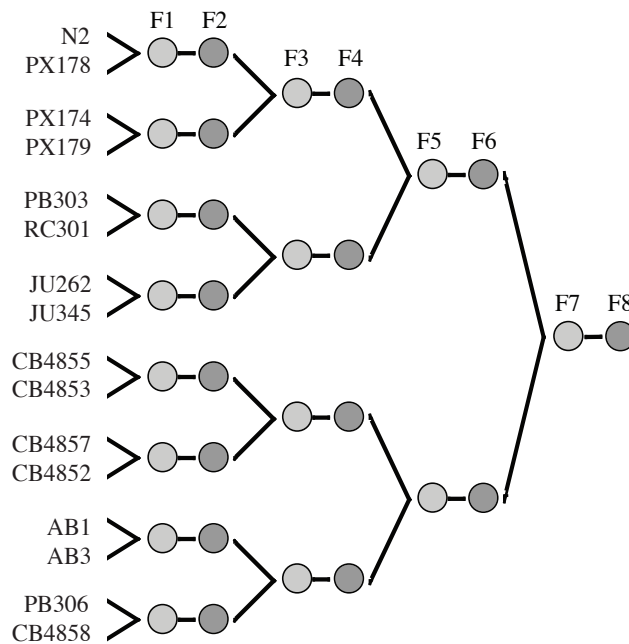 F1 F2
N2
PX178
F3 F4
PX174
PX179
F5 F6
PB303
RC301
JU262
JU345
F7 F8
CB4855
CB4853
CB4857
CB4852
AB1
AB3
PB306
CB4858